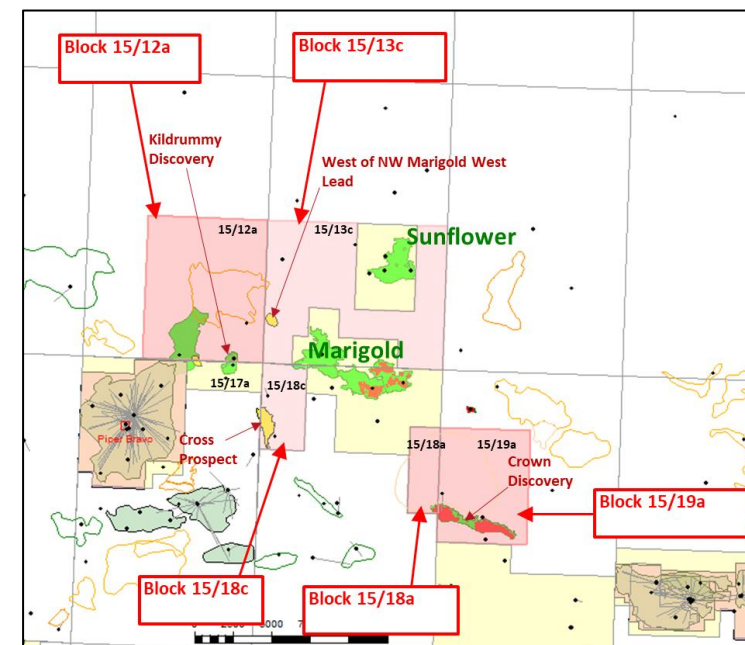 Block 15/12a
Block 15/13c
Kildrummy
Discovery
West of NW Marigold West
Lead
15/12a
15/13c
Sunflower
Marigold
15/17a
15/18c
Piper Bravo
Cross
Prospect
15/18a
15/19a
Crown
Discovery
Block 15/19a
Block 15/18c
Block 15/18a
0